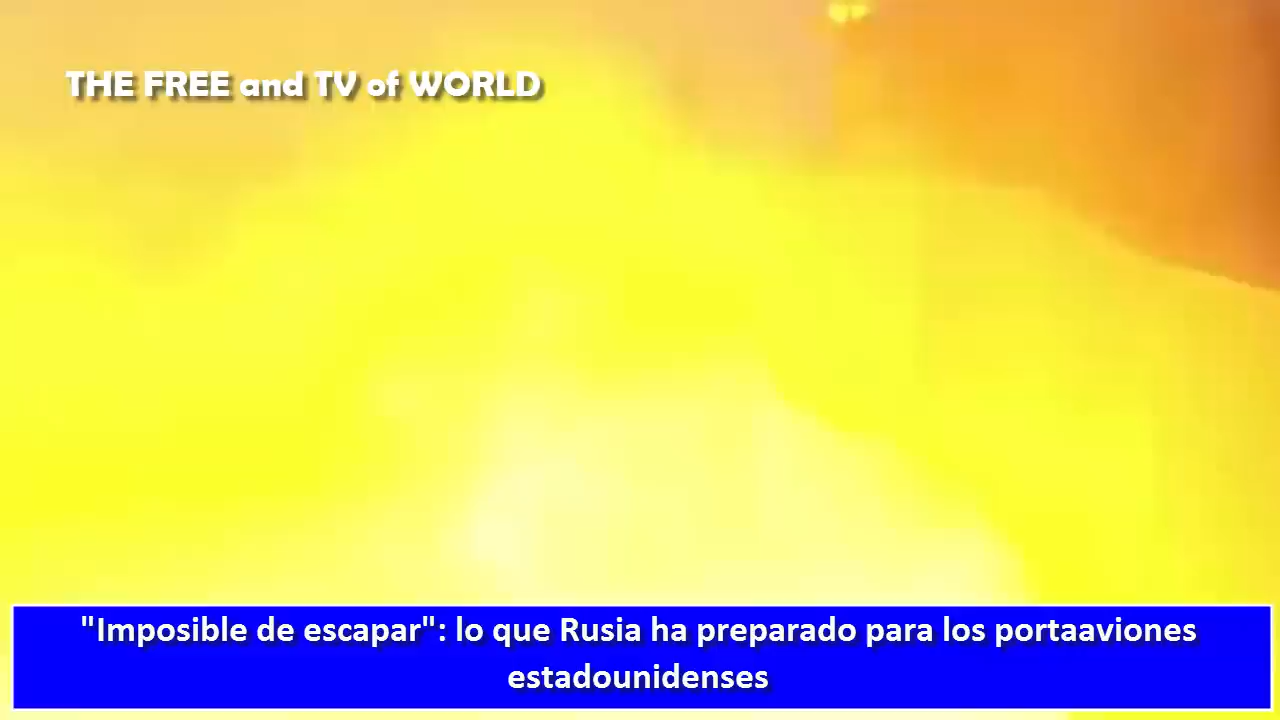 THE FREE and TV of WORLD
"Imposible de escapar": lo que Rusia ha preparado para los portaaviones
estadounidenses